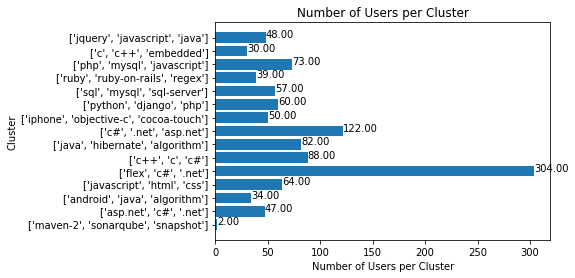 Number of Users per Cluster
['jquery', 'javascript', 'java'] 48.00
['c', 'c++', 'embedded'] 30.00
['php', 'mysql', 'javascript'] 73.00
['ruby', 'ruby-on-rails', 'regex'] 39.00
['sql', 'mysql', 'sql-server'] 57.00
['python', 'django', 'php'] 60.00
['iphone', 'objective-c', 'cocoa-touch'] 50.00
['c#', '.net', 'asp.net'] 122.00
['java', 'hibernate', 'algorithm'] 82.00
['c++', 'c', 'c#'] 88.00
['flex', 'c#', '.net'] 304.00
['javascript', 'html', 'css'] 64.00
['android', 'java', 'algorithm'] 34.00
['asp.net', 'c#', '.net'] 47.00
['maven-2', 'sonarqube', 'snapshot'] 2.00
Cluster
0 50 100 150 200 250 300
Number of Users per Cluster